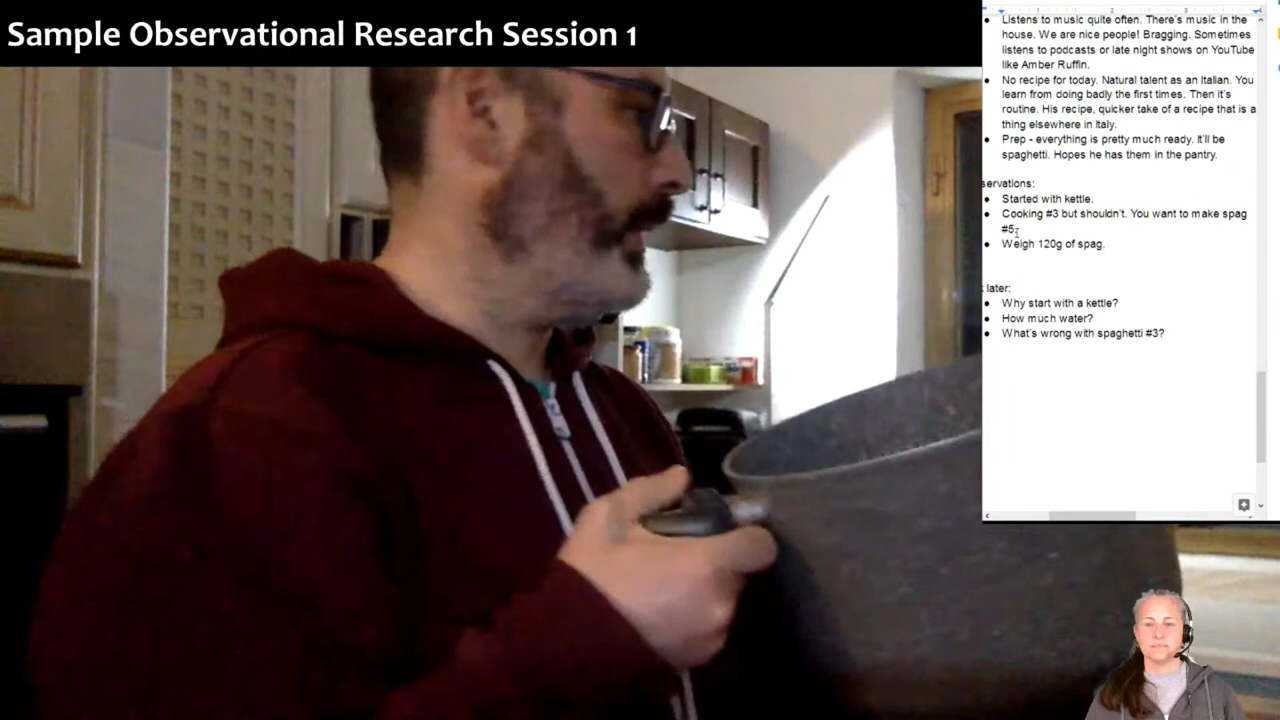 Sample Observational Research Session 1
Listens to music quite often. There's music in the
house. We are nice people! Bragging. Sometimes
listens to podcasts or late night shows on YouTube
like Amber Ruffin.
No recipe for today. Natural talent as an Italian. You
learn from doing badly the first times. Then it's
routine. His recipe, quicker take of a recipe that is a
thing elsewhere in Italy.
Prep - everything is pretty much ready. It'll be
spaghetti. Hopes he has them in the pantry.
servations:
Started with kettle.
Cooking #3 but shouldn't. You want to make spag
#5.
Weigh 120g of spag.
later:
Why start with a kettle?
How much water?
What's wrong with spaghetti #3?